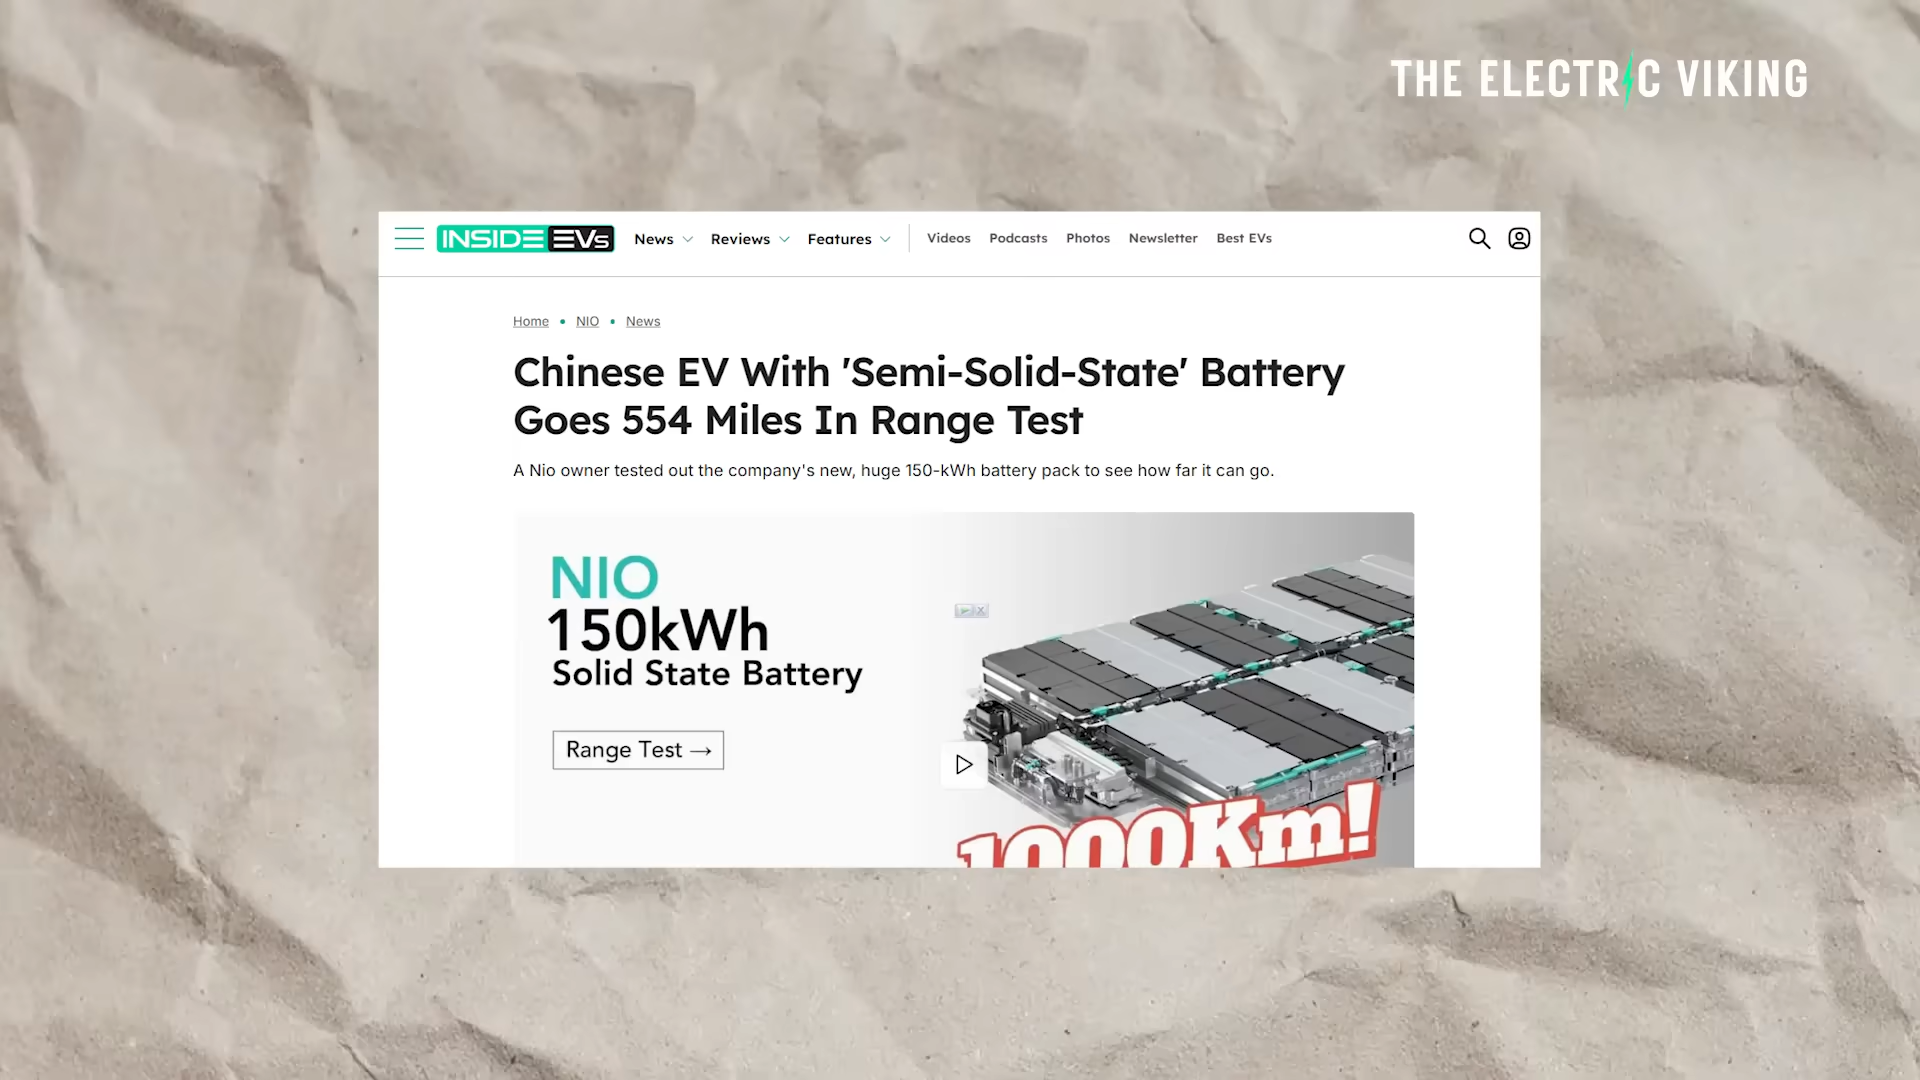 THE ELECTRIC VIKING
INSIDE EVs News Reviews Features Videos Podcasts Photos Newsletter Best EVs
Home • NIO • News
Chinese EV With 'Semi-Solid-State' Battery
Goes 554 Miles In Range Test
A Nio owner tested out the company's new, huge 150-kWh battery pack to see how far it can go.
NIO
150kWh
Solid State Battery
Range Test →
1000Km!